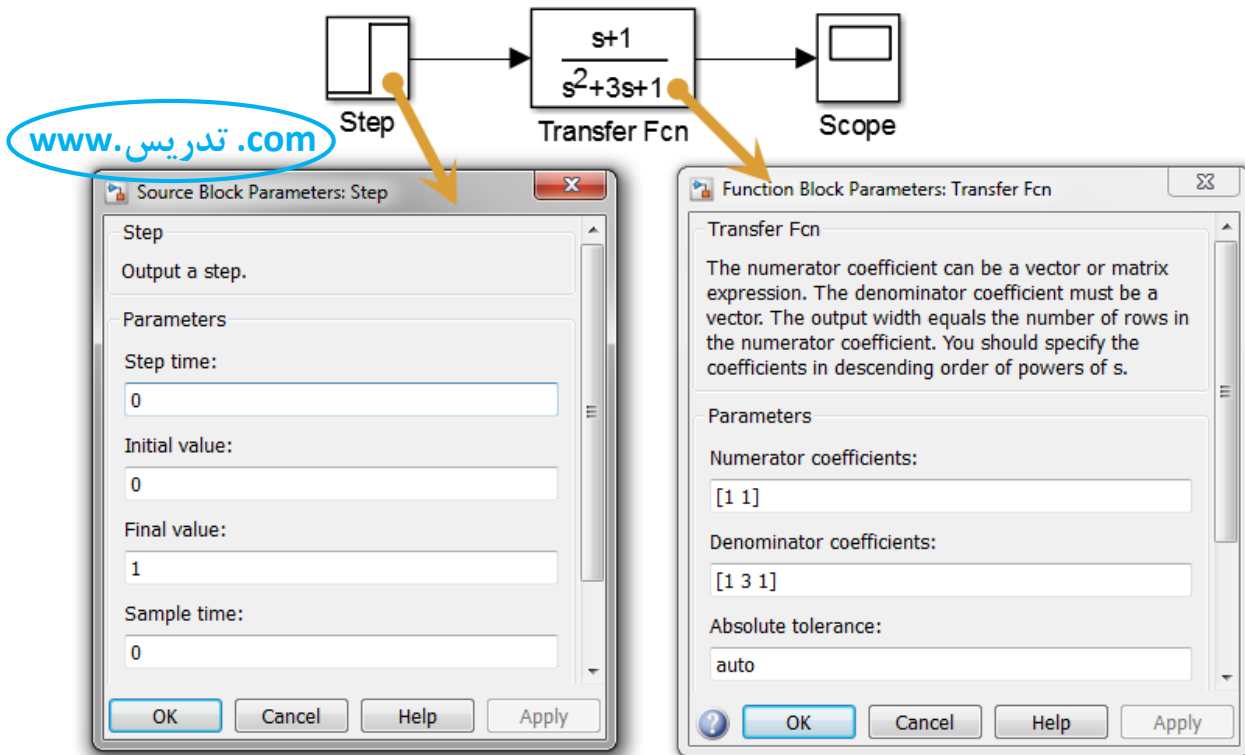 s+1
s²+3s+1
Step
Transfer Fcn
Scope
www.تدريس.com
Source Block Parameters: Step
Step
Output a step.
Parameters
Step time:
0
Initial value:
0
Final value:
1
Sample time:
0
OK Cancel Help Apply
Function Block Parameters: Transfer Fcn
Transfer Fcn
The numerator coefficient can be a vector or matrix
expression. The denominator coefficient must be a
vector. The output width equals the number of rows in
the numerator coefficient. You should specify the
coefficients in descending order of powers of s.
Parameters
Numerator coefficients:
[1 1]
Denominator coefficients:
[1 3 1]
Absolute tolerance:
auto
OK Cancel Help Apply